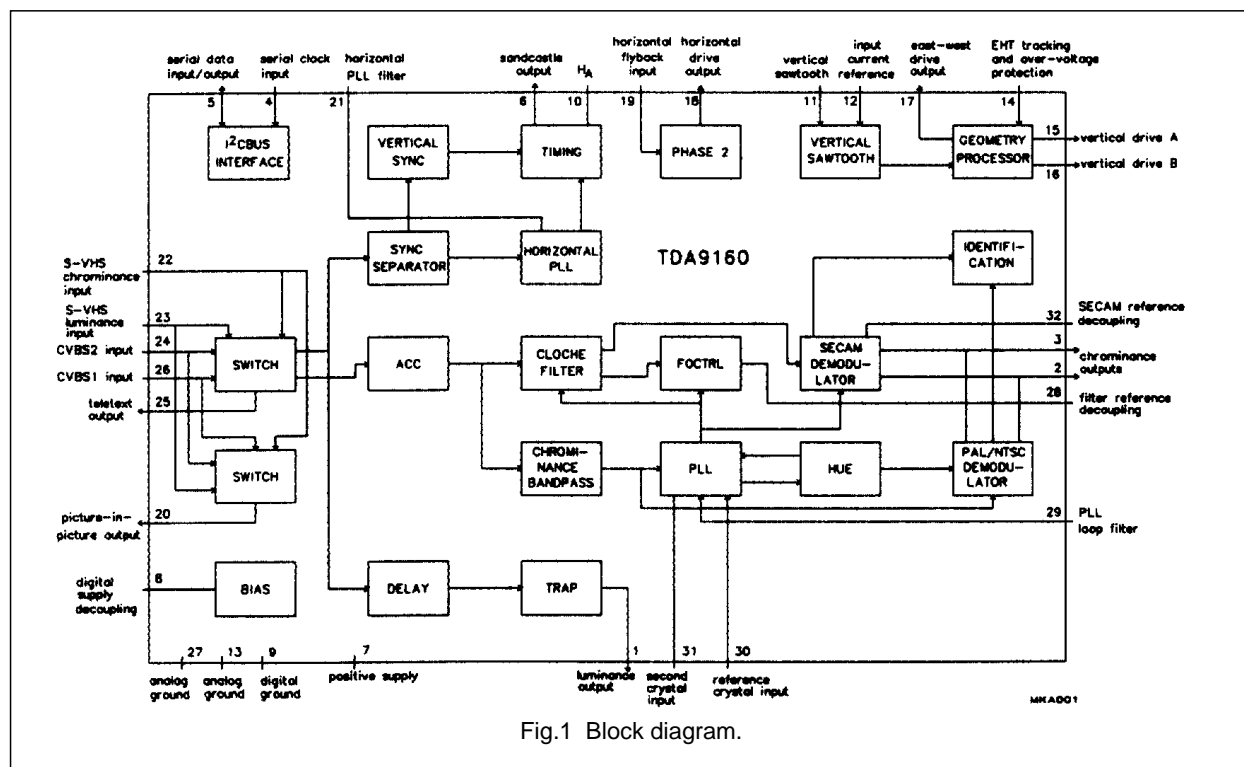 serial data
input/output
serial clock
input
horizontal
PLL filter
sandcastle
output
HA
horizontal
flyback
input
horizontal
drive
output
vertical
sawtooth
input
current
reference
east-west
drive
output
EHT tracking
and over-voltage
protection
5
4
21
6
10
19
18
11
12
17
14
I2CBUS
INTERFACE
VERTICAL
SYNC
TIMING
PHASE 2
VERTICAL
SAWTOOTH
GEOMETRY
PROCESSOR
15
vertical drive A
vertical drive B
16
SYNC
SEPARATOR
HORIZONTAL
PLL
TDA9160
IDENTIFI-
CATION
S-VHS
chrominance
input
22
S-VHS
luminance
input
23
CVBS2 input
24
CVBS1 input
26
teletext
output
25
SWITCH
ACC
CLOCHE
FILTER
FOCTRL
SECAM
DEMODU-
LATOR
SECAM reference
decoupling
32
3
chrominance
outputs
2
28
filter reference
decoupling
SWITCH
CHROMI-
NANCE
BANDPASS
PLL
HUE
PAL/NTSC
DEMODU-
LATOR
picture-in-
picture output
20
29
PLL
loop filter
digital
supply
decoupling
BIAS
DELAY
TRAP
27
13
9
7
1
31
30
analog
ground
analog
ground
digital
ground
positive supply
luminance
output
second
crystal
input
reference
crystal input
MKA001
Fig.1 Block diagram.